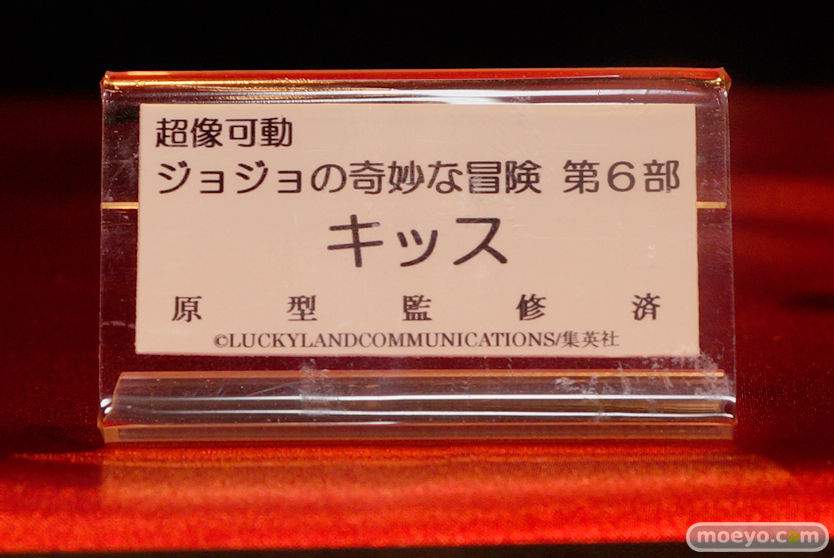 超像可動
ジョジョの奇妙な冒険 第6部
キッス
原型監修済
©LUCKYLANDCOMMUNICATIONS/集英社
moeyo.com